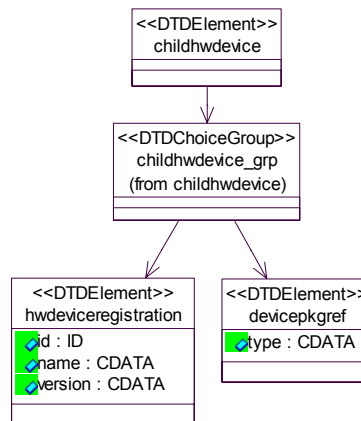 <<DTDElement>>
childhwdevice
<<DTDChoiceGroup>>
childhwdevice_grp
(from childhwdevice)
<<DTDElement>>
hwdeviceregistration
id : ID
name : CDATA
version : CDATA
<<DTDElement>>
devicepkgref
type : CDATA